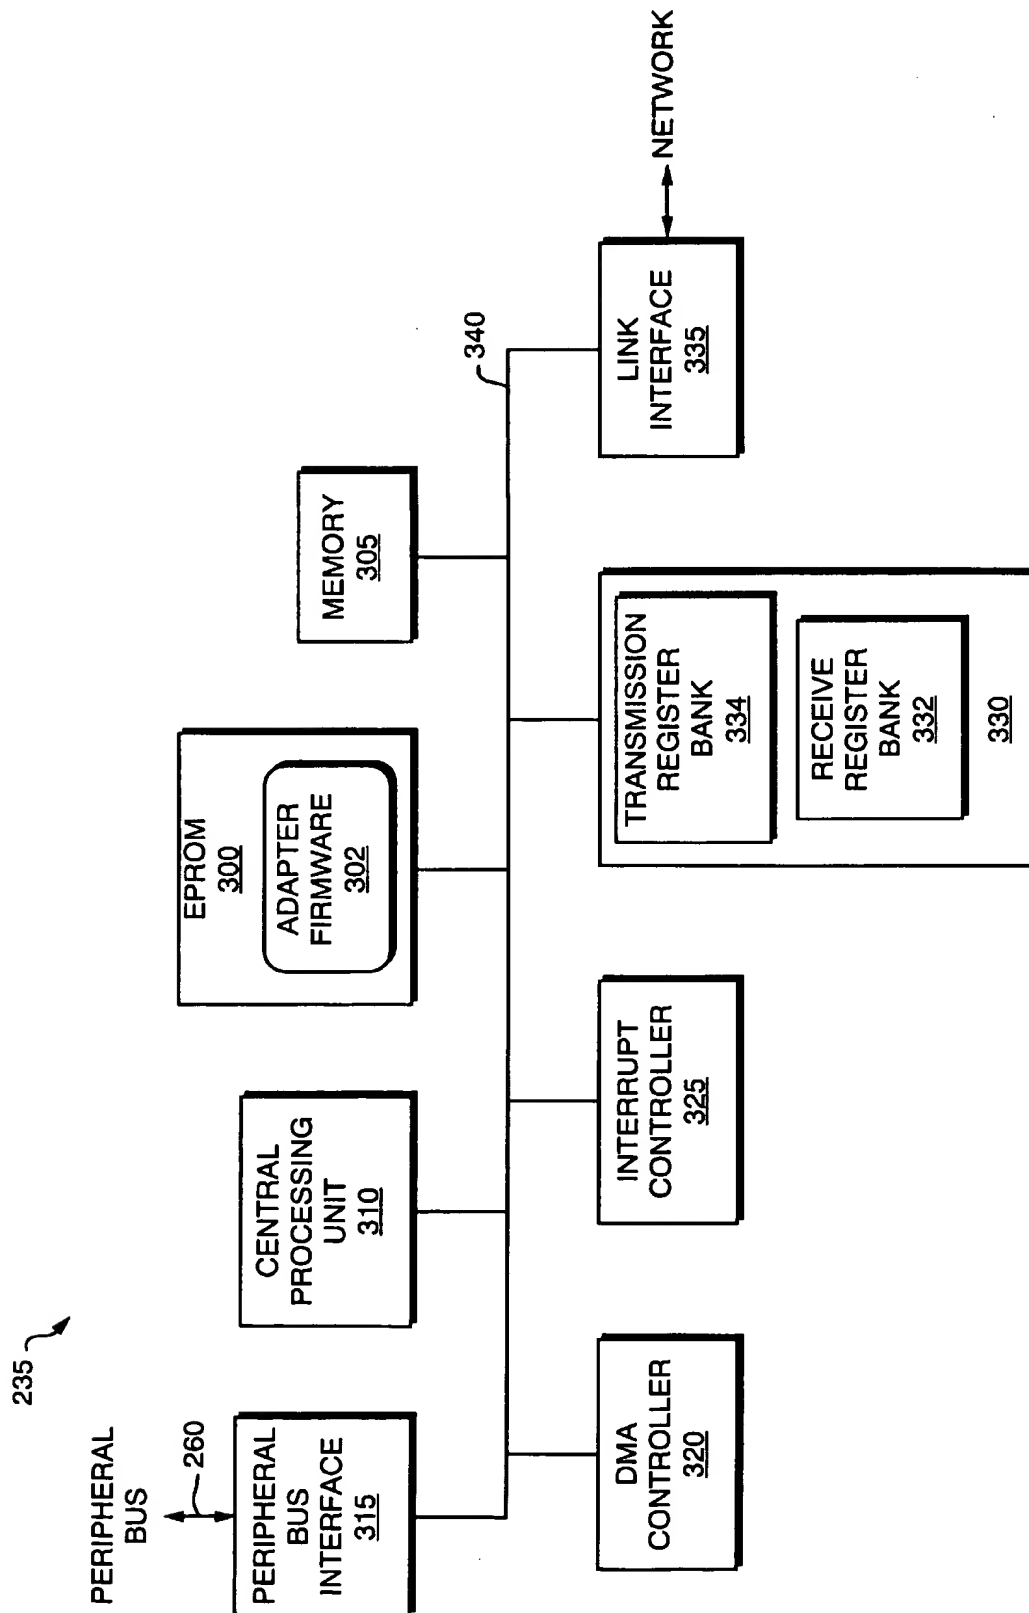 235
PERIPHERAL
BUS
260
PERIPHERAL
BUS
INTERFACE
315
CENTRAL
PROCESSING
UNIT
310
EPROM
300
ADAPTER
FIRMWARE
302
MEMORY
305
340
DMA
CONTROLLER
320
INTERRUPT
CONTROLLER
325
TRANSMISSION
REGISTER
BANK
334
RECEIVE
REGISTER
BANK
332
330
LINK
INTERFACE
335
NETWORK